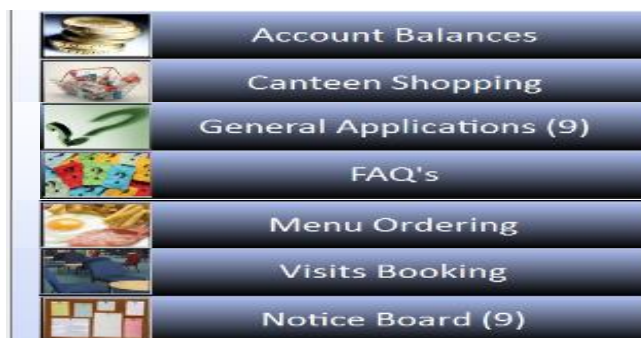 Account Balances
Canteen Shopping
General Applications (9)
FAQ's
Menu Ordering
Visits Booking
Notice Board (9)